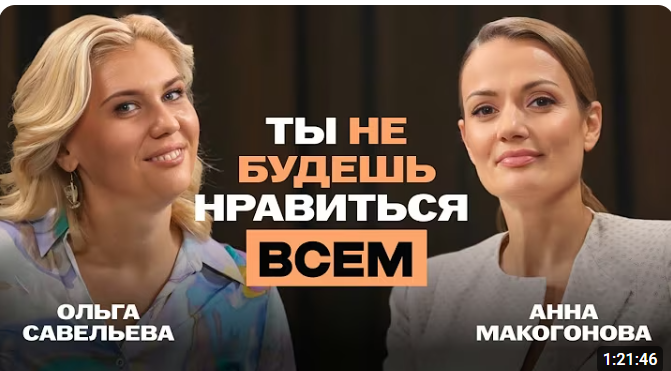 ТЫ НЕ
БУДЕШЬ
НРАВИТЬСЯ
ВСЕМ
ОЛЬГА
САВЕЛЬЕВА
АННА
МАКОГОНОВА
1:21:46